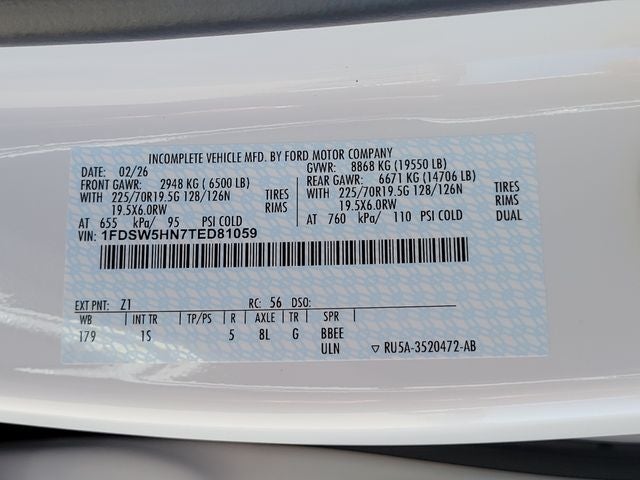 INCOMPLETE VEHICLE MFD. BY FORD MOTOR COMPANY
DATE: 02/26 GVWR: 8868 KG (19550 LB)
FRONT GAWR: 2948 KG ( 6500 LB) REAR GAWR: 6671 KG (14706 LB)
WITH 225/70R19.5G 128/126N TIRES WITH 225/70R19.5G 128/126N TIRES
19.5X6.0RW RIMS 19.5X6.0RW RIMS
AT 655 kPa/ 95 PSI COLD AT 760 kPa/ 110 PSI COLD DUAL
VIN: 1FDSW5HN7TED81059
EXT PNT: Z1 RC: 56 DSO:
WB INT TR TP/PS R AXLE TR SPR
179 1S 5 8L G BBEE
ULN ▽ RU5A-3520472-AB